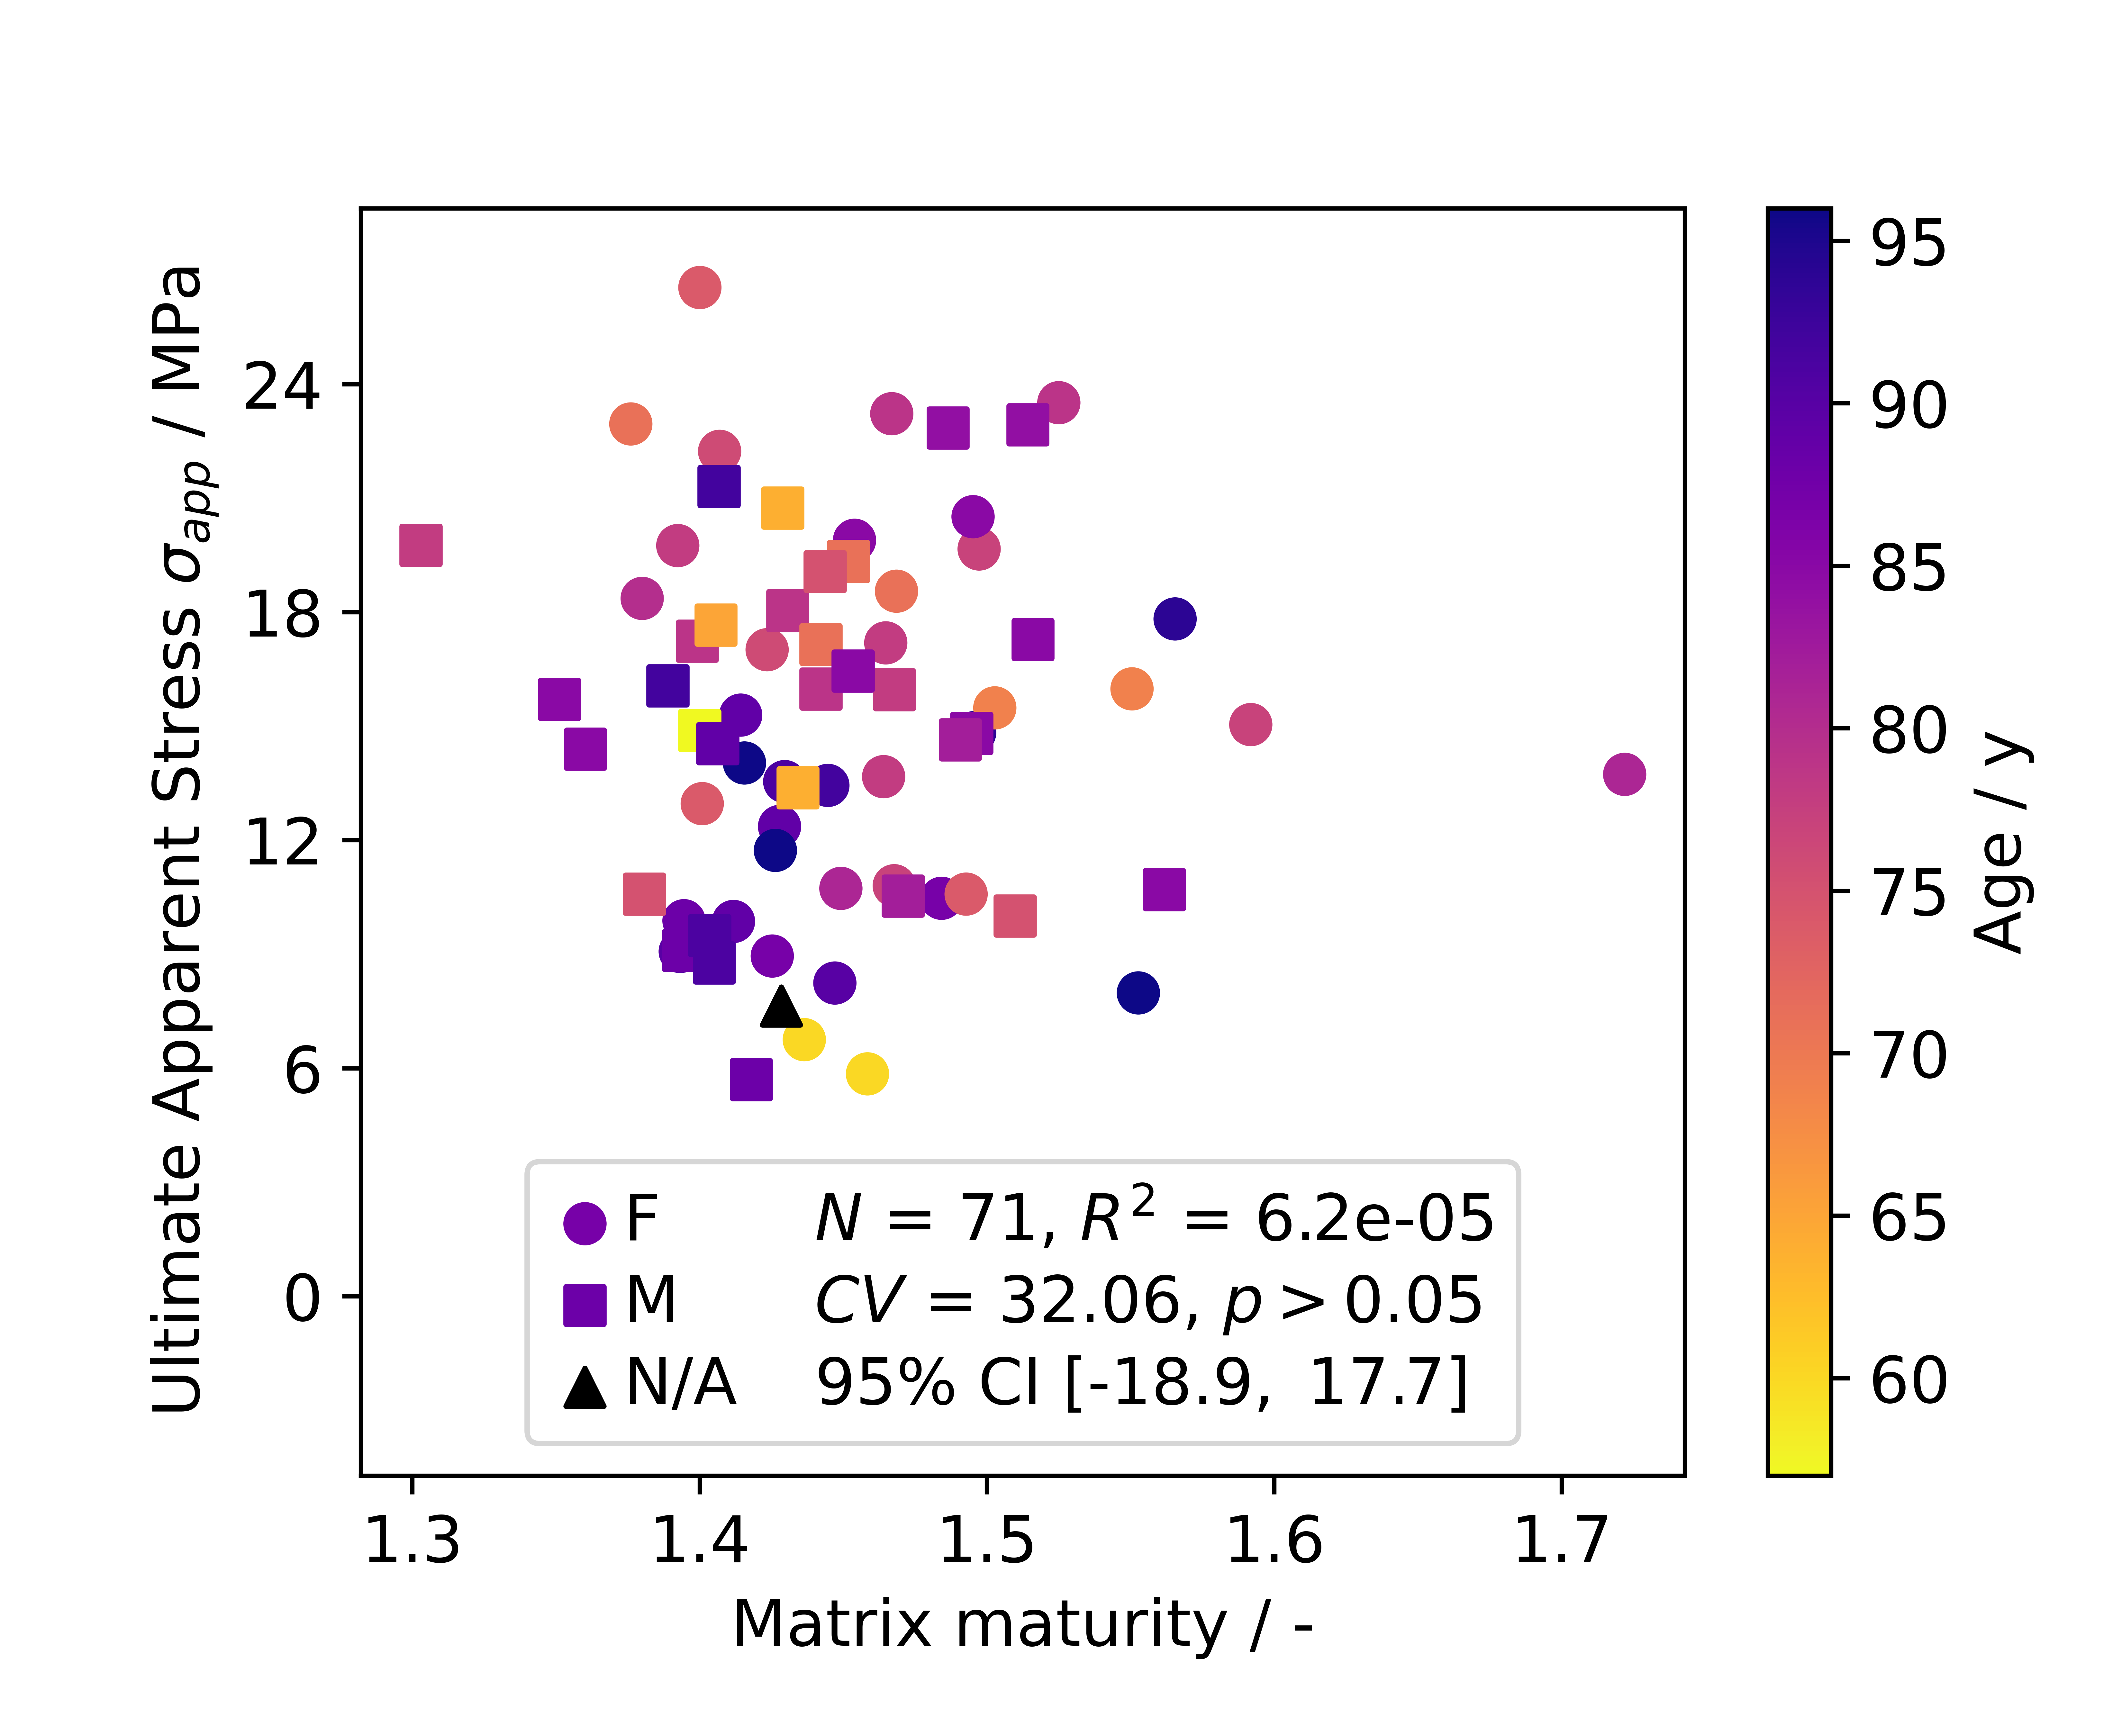 Ultimate Apparent Stress σapp / MPa
24
18
12
6
0
F N = 71, R² = 6.2e-05
M CV = 32.06, p > 0.05
N/A 95% CI [-18.9, 17.7]
1.3 1.4 1.5 1.6 1.7
Matrix maturity / -
95
90
85
80
75
70
65
60
Age / y